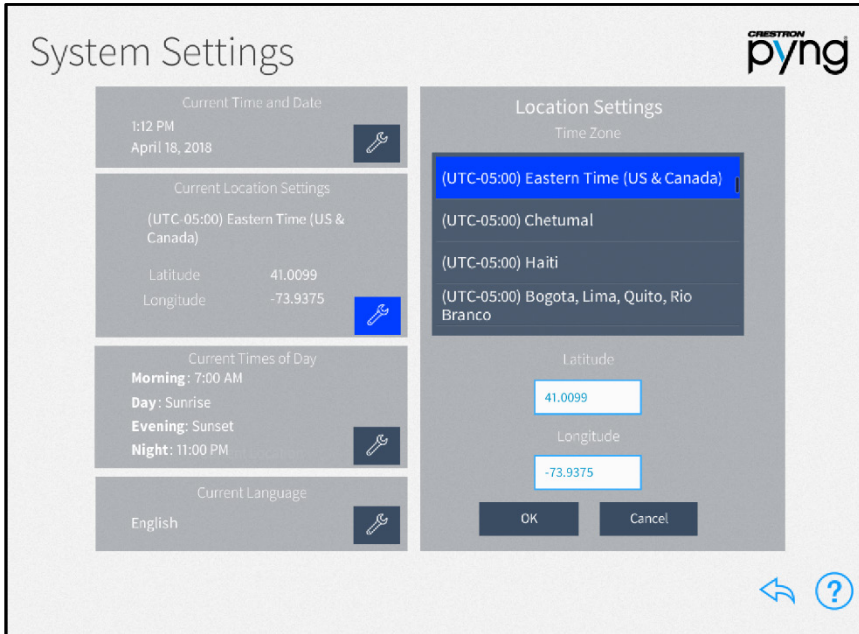 System Settings
CRESTRON
pyng
Current Time and Date
1:12 PM
April 18, 2018
Current Location Settings
(UTC-05:00) Eastern Time (US &
Canada)
Latitude 41.0099
Longitude -73.9375
Current Times of Day
Morning: 7:00 AM
Day: Sunrise
Evening: Sunset
Night: 11:00 PM
Current Language
English
Location Settings
Time Zone
(UTC-05:00) Eastern Time (US & Canada)
(UTC-05:00) Chetumal
(UTC-05:00) Haiti
(UTC-05:00) Bogota, Lima, Quito, Rio
Branco
Latitude
41.0099
Longitude
-73.9375
OK Cancel
?